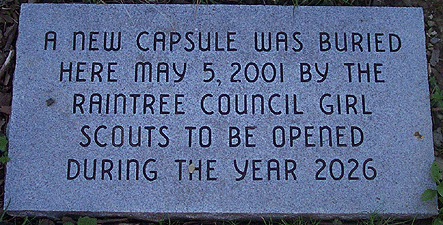 A NEW CAPSULE WAS BURIED
HERE MAY 5, 2001 BY THE
RAINTREE COUNCIL GIRL
SCOUTS TO BE OPENED
DURING THE YEAR 2026